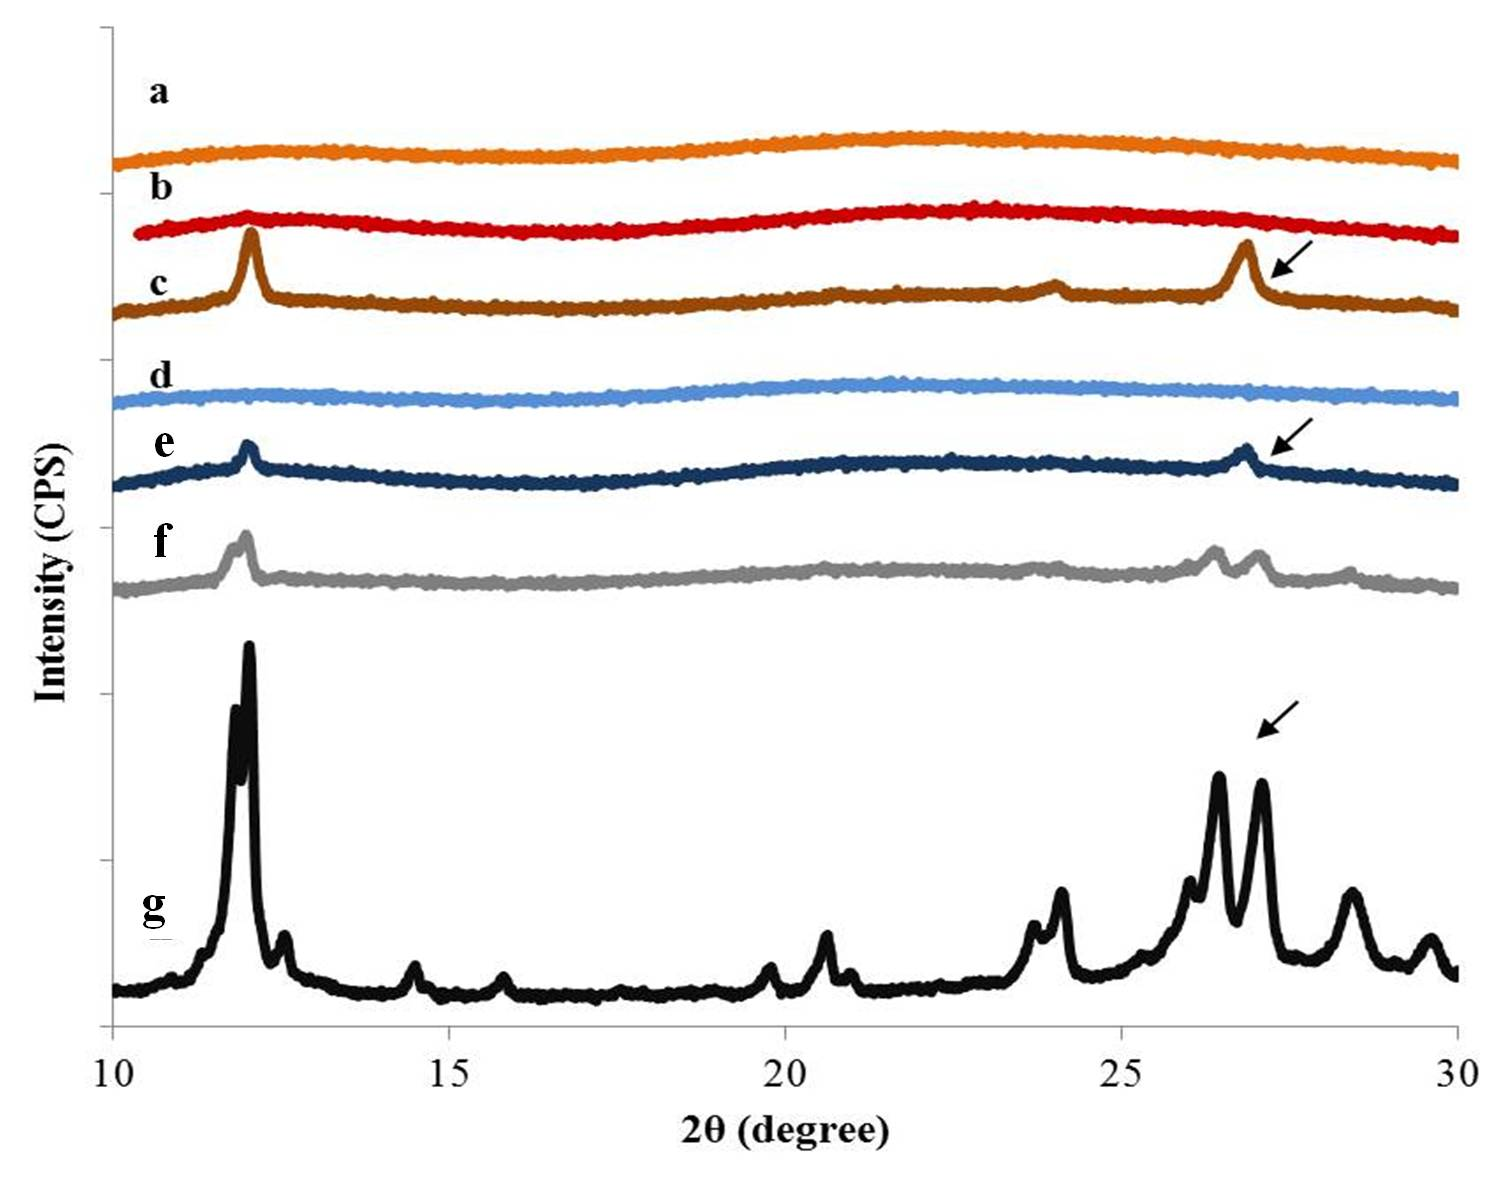 a
b
c
d
e
f
g
Intensity (CPS)
10 15 20 25 30
2θ (degree)